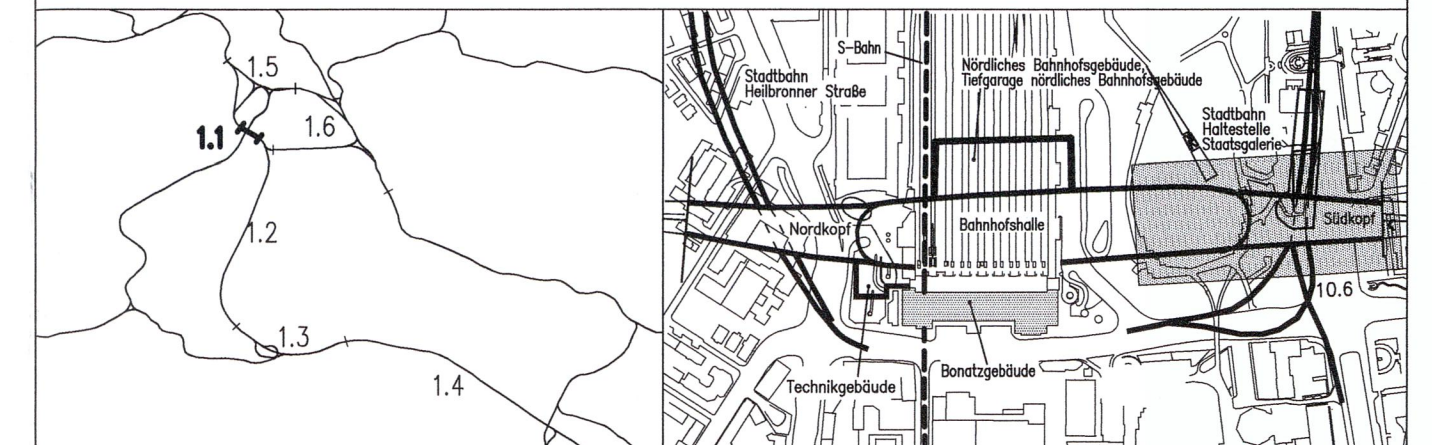 1.5
1.6
1.1
1.2
1.3
1.4
S-Bahn
Nördliches Bahnhofsgebäude,
Tiefgarage nördliches Bahnhofsgebäude
Stadtbahn
Heilbronner Straße
Stadtbahn
Haltestelle
Staatsgalerie
Nordkopf
Bahnhofshalle
Südkopf
10.6
Technikgebäude
Bonatzgebäude